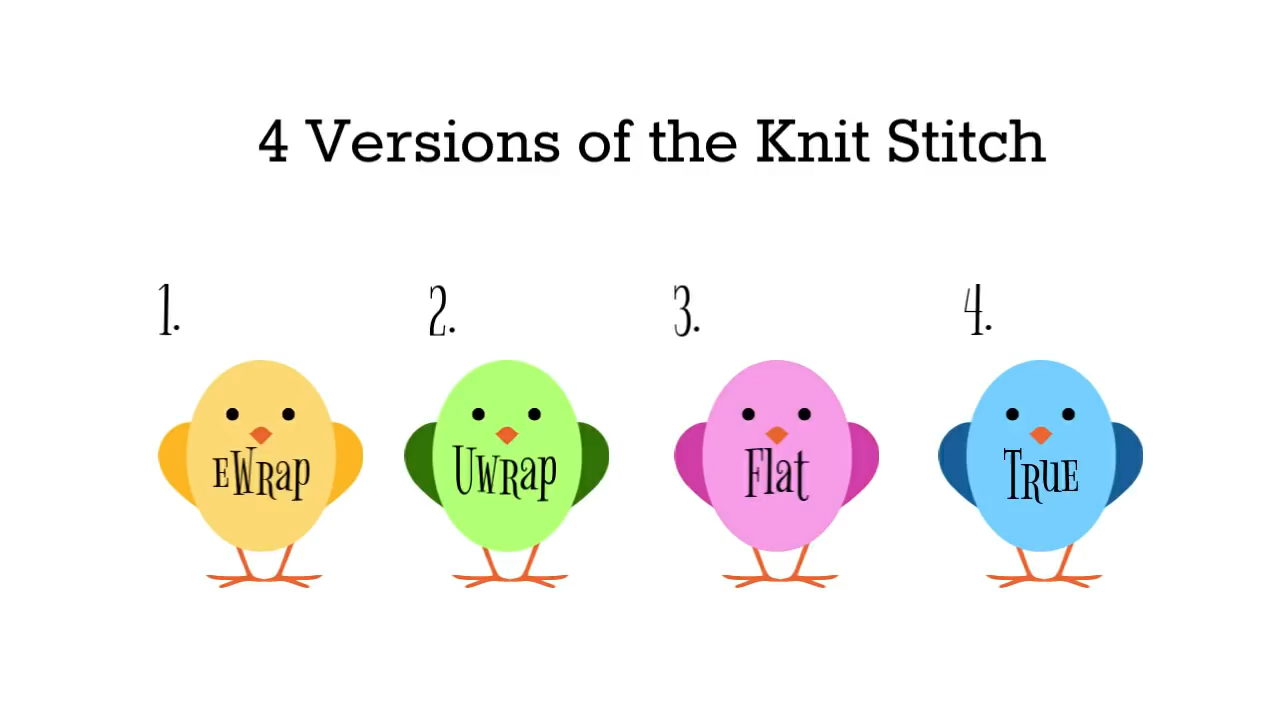 4 Versions of the Knit Stitch
1. 2. 3. 4.
eWrap Uwrap Flat True